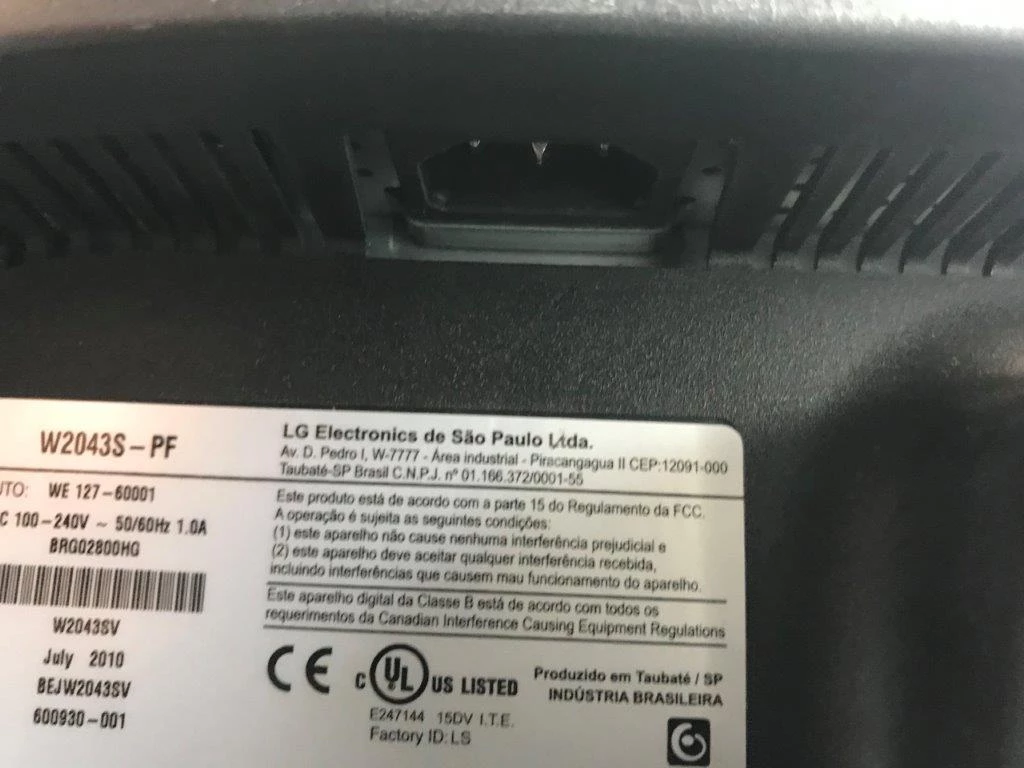 W2043S-PF
UTO: WE 127-60001
C 100-240V ~ 50/60Hz 1.0A
BRG02800HG
W2043SV
July 2010
BEJW2043SV
600930-001
LG Electronics de São Paulo Ltda.
Av. D. Pedro I, W-7777 - Área industrial - Piracangagua II CEP:12091-000
Taubaté-SP Brasil C.N.P.J. nº 01.166.372/0001-55
Este produto está de acordo com a parte 15 do Regulamento da FCC.
A operação é sujeita as seguintes condições:
(1) este aparelho não cause nenhuma interferência prejudicial e
(2) este aparelho deve aceitar qualquer interferência recebida,
incluindo interferências que causem mau funcionamento do aparelho.
Este aparelho digital da Classe B está de acordo com todos os
requerimentos da Canadian Interference Causing Equipment Regulations
CE
C UL US LISTED
E247144 15DV I.T.E.
Factory ID: LS
Produzido em Taubaté / SP
INDÚSTRIA BRASILEIRA